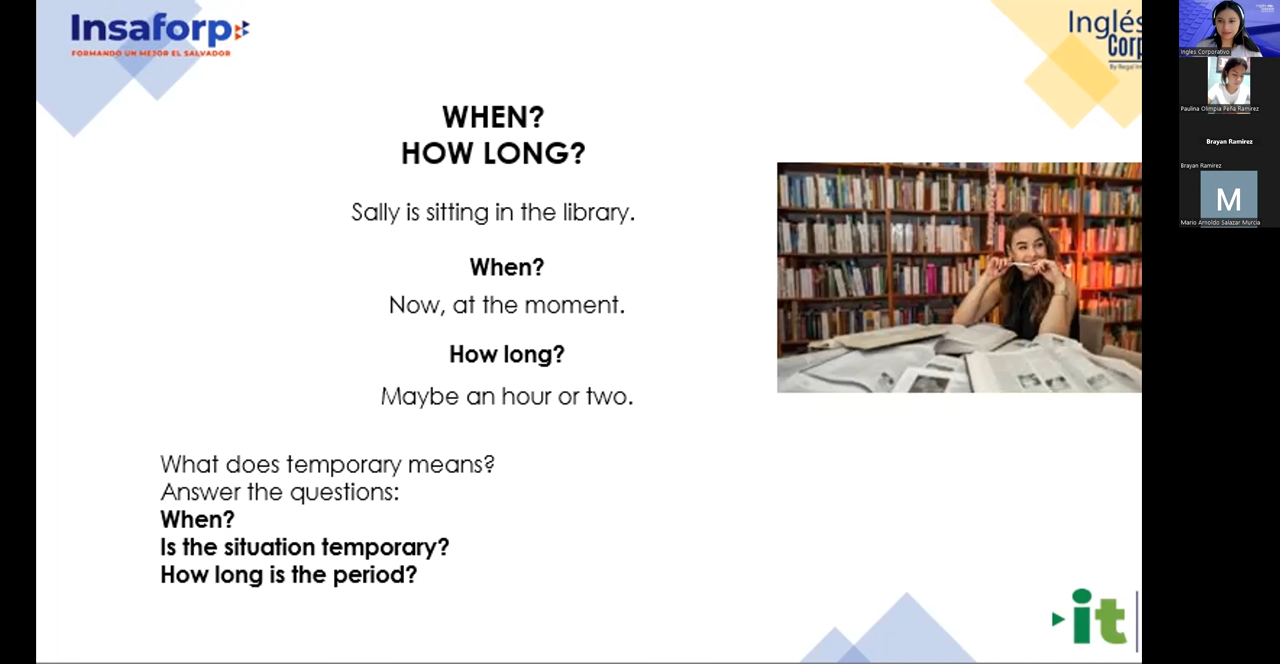 Insaforp
FORMANDO UN MEJOR EL SALVADOR
Inglés
Corp
WHEN?
HOW LONG?
Sally is sitting in the library.
When?
Now, at the moment.
How long?
Maybe an hour or two.
What does temporary means?
Answer the questions:
When?
Is the situation temporary?
How long is the period?
it
Ingles Corporativo
Paulina Olimpia Peña Ramirez
Brayan Ramirez
Brayan Ramirez
M
Mario Arnoldo Salazar Murcia